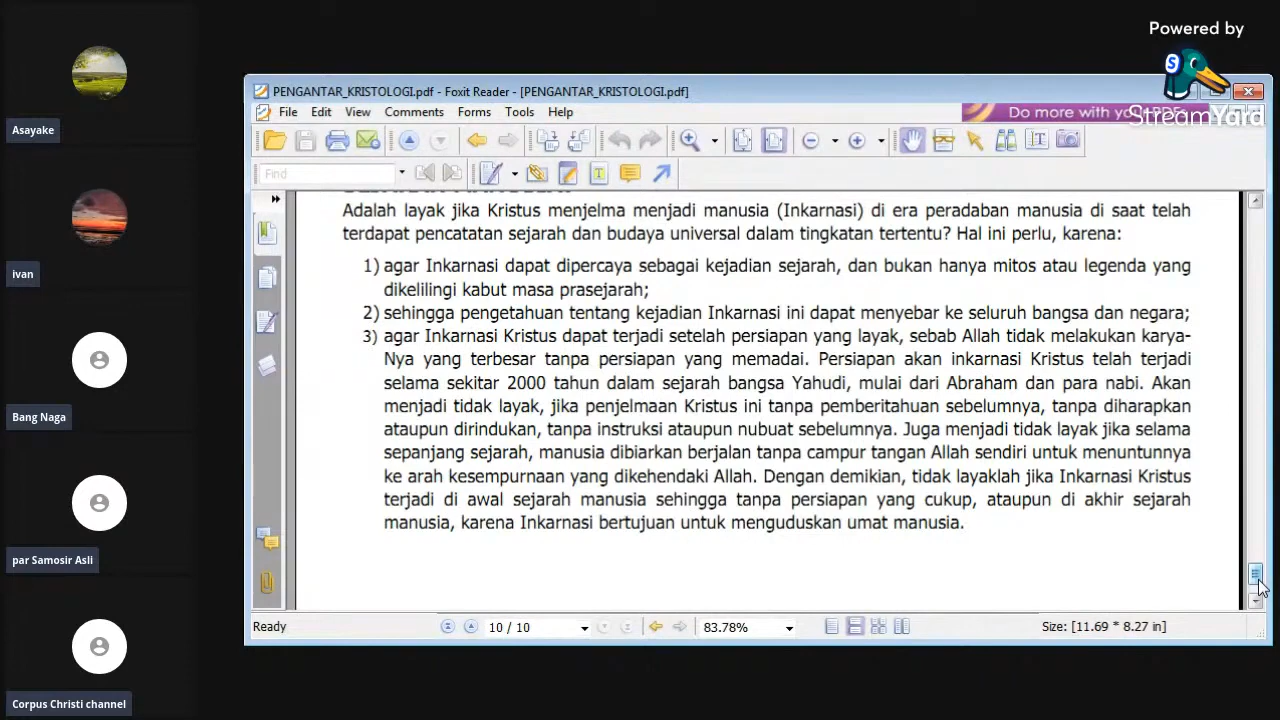 Powered by
StreamYard
Asayake
ivan
Bang Naga
par Samosir Asli
Corpus Christi channel
PENGANTAR_KRISTOLOGI.pdf - Foxit Reader - [PENGANTAR_KRISTOLOGI.pdf]
File Edit View Comments Forms Tools Help
Do more with your PDFs
Find
Adalah layak jika Kristus menjelma menjadi manusia (Inkarnasi) di era peradaban manusia di saat telah
terdapat pencatatan sejarah dan budaya universal dalam tingkatan tertentu? Hal ini perlu, karena:
1) agar Inkarnasi dapat dipercaya sebagai kejadian sejarah, dan bukan hanya mitos atau legenda yang
dikelilingi kabut masa prasejarah;
2) sehingga pengetahuan tentang kejadian Inkarnasi ini dapat menyebar ke seluruh bangsa dan negara;
3) agar Inkarnasi Kristus dapat terjadi setelah persiapan yang layak, sebab Allah tidak melakukan karya-
Nya yang terbesar tanpa persiapan yang memadai. Persiapan akan inkarnasi Kristus telah terjadi
selama sekitar 2000 tahun dalam sejarah bangsa Yahudi, mulai dari Abraham dan para nabi. Akan
menjadi tidak layak, jika penjelmaan Kristus ini tanpa pemberitahuan sebelumnya, tanpa diharapkan
ataupun dirindukan, tanpa instruksi ataupun nubuat sebelumnya. Juga menjadi tidak layak jika selama
sepanjang sejarah, manusia dibiarkan berjalan tanpa campur tangan Allah sendiri untuk menuntunnya
ke arah kesempurnaan yang dikehendaki Allah. Dengan demikian, tidak layaklah jika Inkarnasi Kristus
terjadi di awal sejarah manusia sehingga tanpa persiapan yang cukup, ataupun di akhir sejarah
manusia, karena Inkarnasi bertujuan untuk menguduskan umat manusia.
Ready
10 / 10
83.78%
Size: [11.69 * 8.27 in]